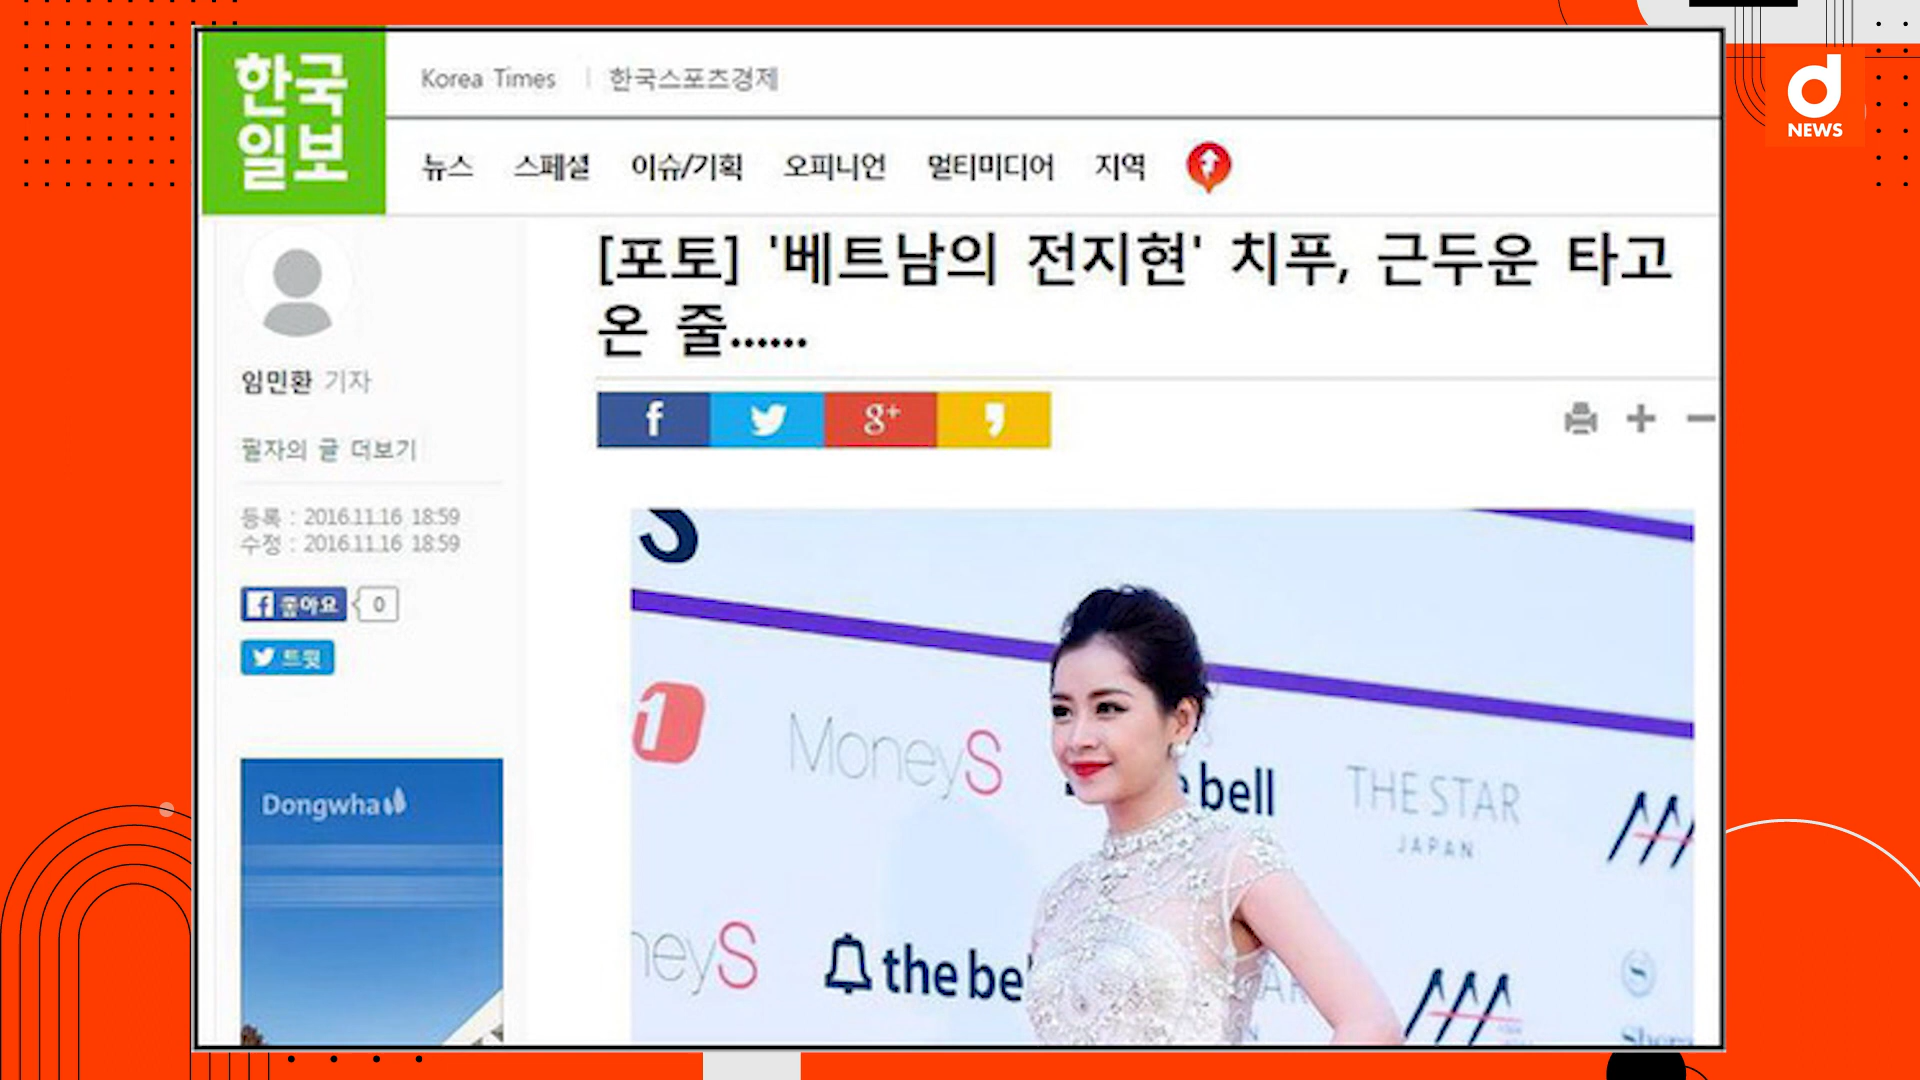 한국
일보
Korea Times
한국스포츠경제
d
NEWS
뉴스 스페셜 이슈/기획 오피니언 멀티미디어 지역
[포토] '베트남의 전지현' 치푸, 근두운 타고
온 줄......
임민환 기자
필자의 글 더보기
등록 : 2016.11.16 18:59
수정 : 2016.11.16 18:59
f 좋아요 0
트윗
f
g+
Dongwha
S
1
MoneyS
bell
THE STAR
JAPAN
AAA
neyS
the be
AAA
S